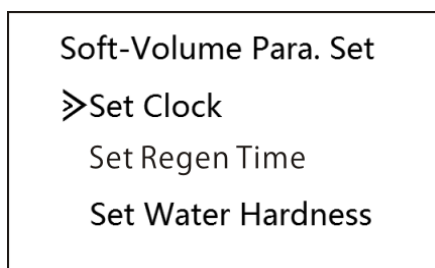 Soft-Volume Para. Set
Set Clock
Set Regen Time
Set Water Hardness